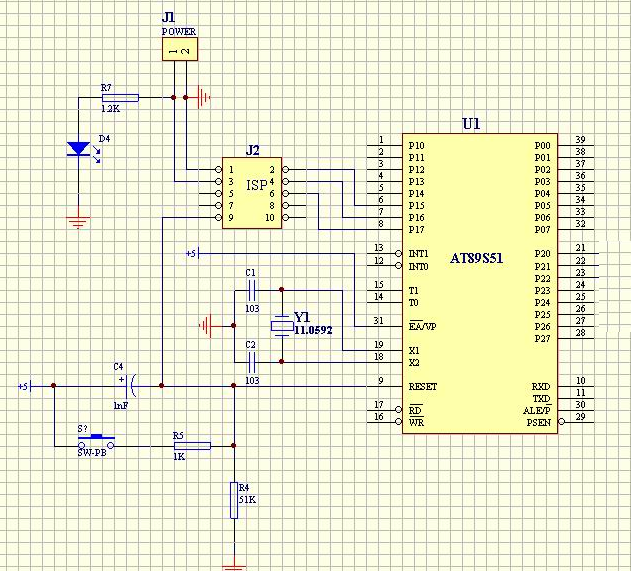 J1
POWER
1 2
R7
1.2K
D4
J2
1 2
3 4
5 6
7 8
9 10
ISP
U1
AT89S51
1 P10
2 P11
3 P12
4 P13
5 P14
6 P15
7 P16
8 P17
13 INT1
12 INT0
15 T1
14 T0
31 EA/VP
19 X1
18 X2
9 RESET
17 RD
16 WR
P00 39
P01 38
P02 37
P03 36
P04 35
P05 34
P06 33
P07 32
P20 21
P21 22
P22 23
P23 24
P24 25
P25 26
P26 27
P27 28
RXD 10
TXD 11
ALE/P 30
PSEN 29
+5
C1
103
Y1
11.0592
C2
103
+5
C4
+
1nF
S?
SW-PB
R5
1K
R4
51K